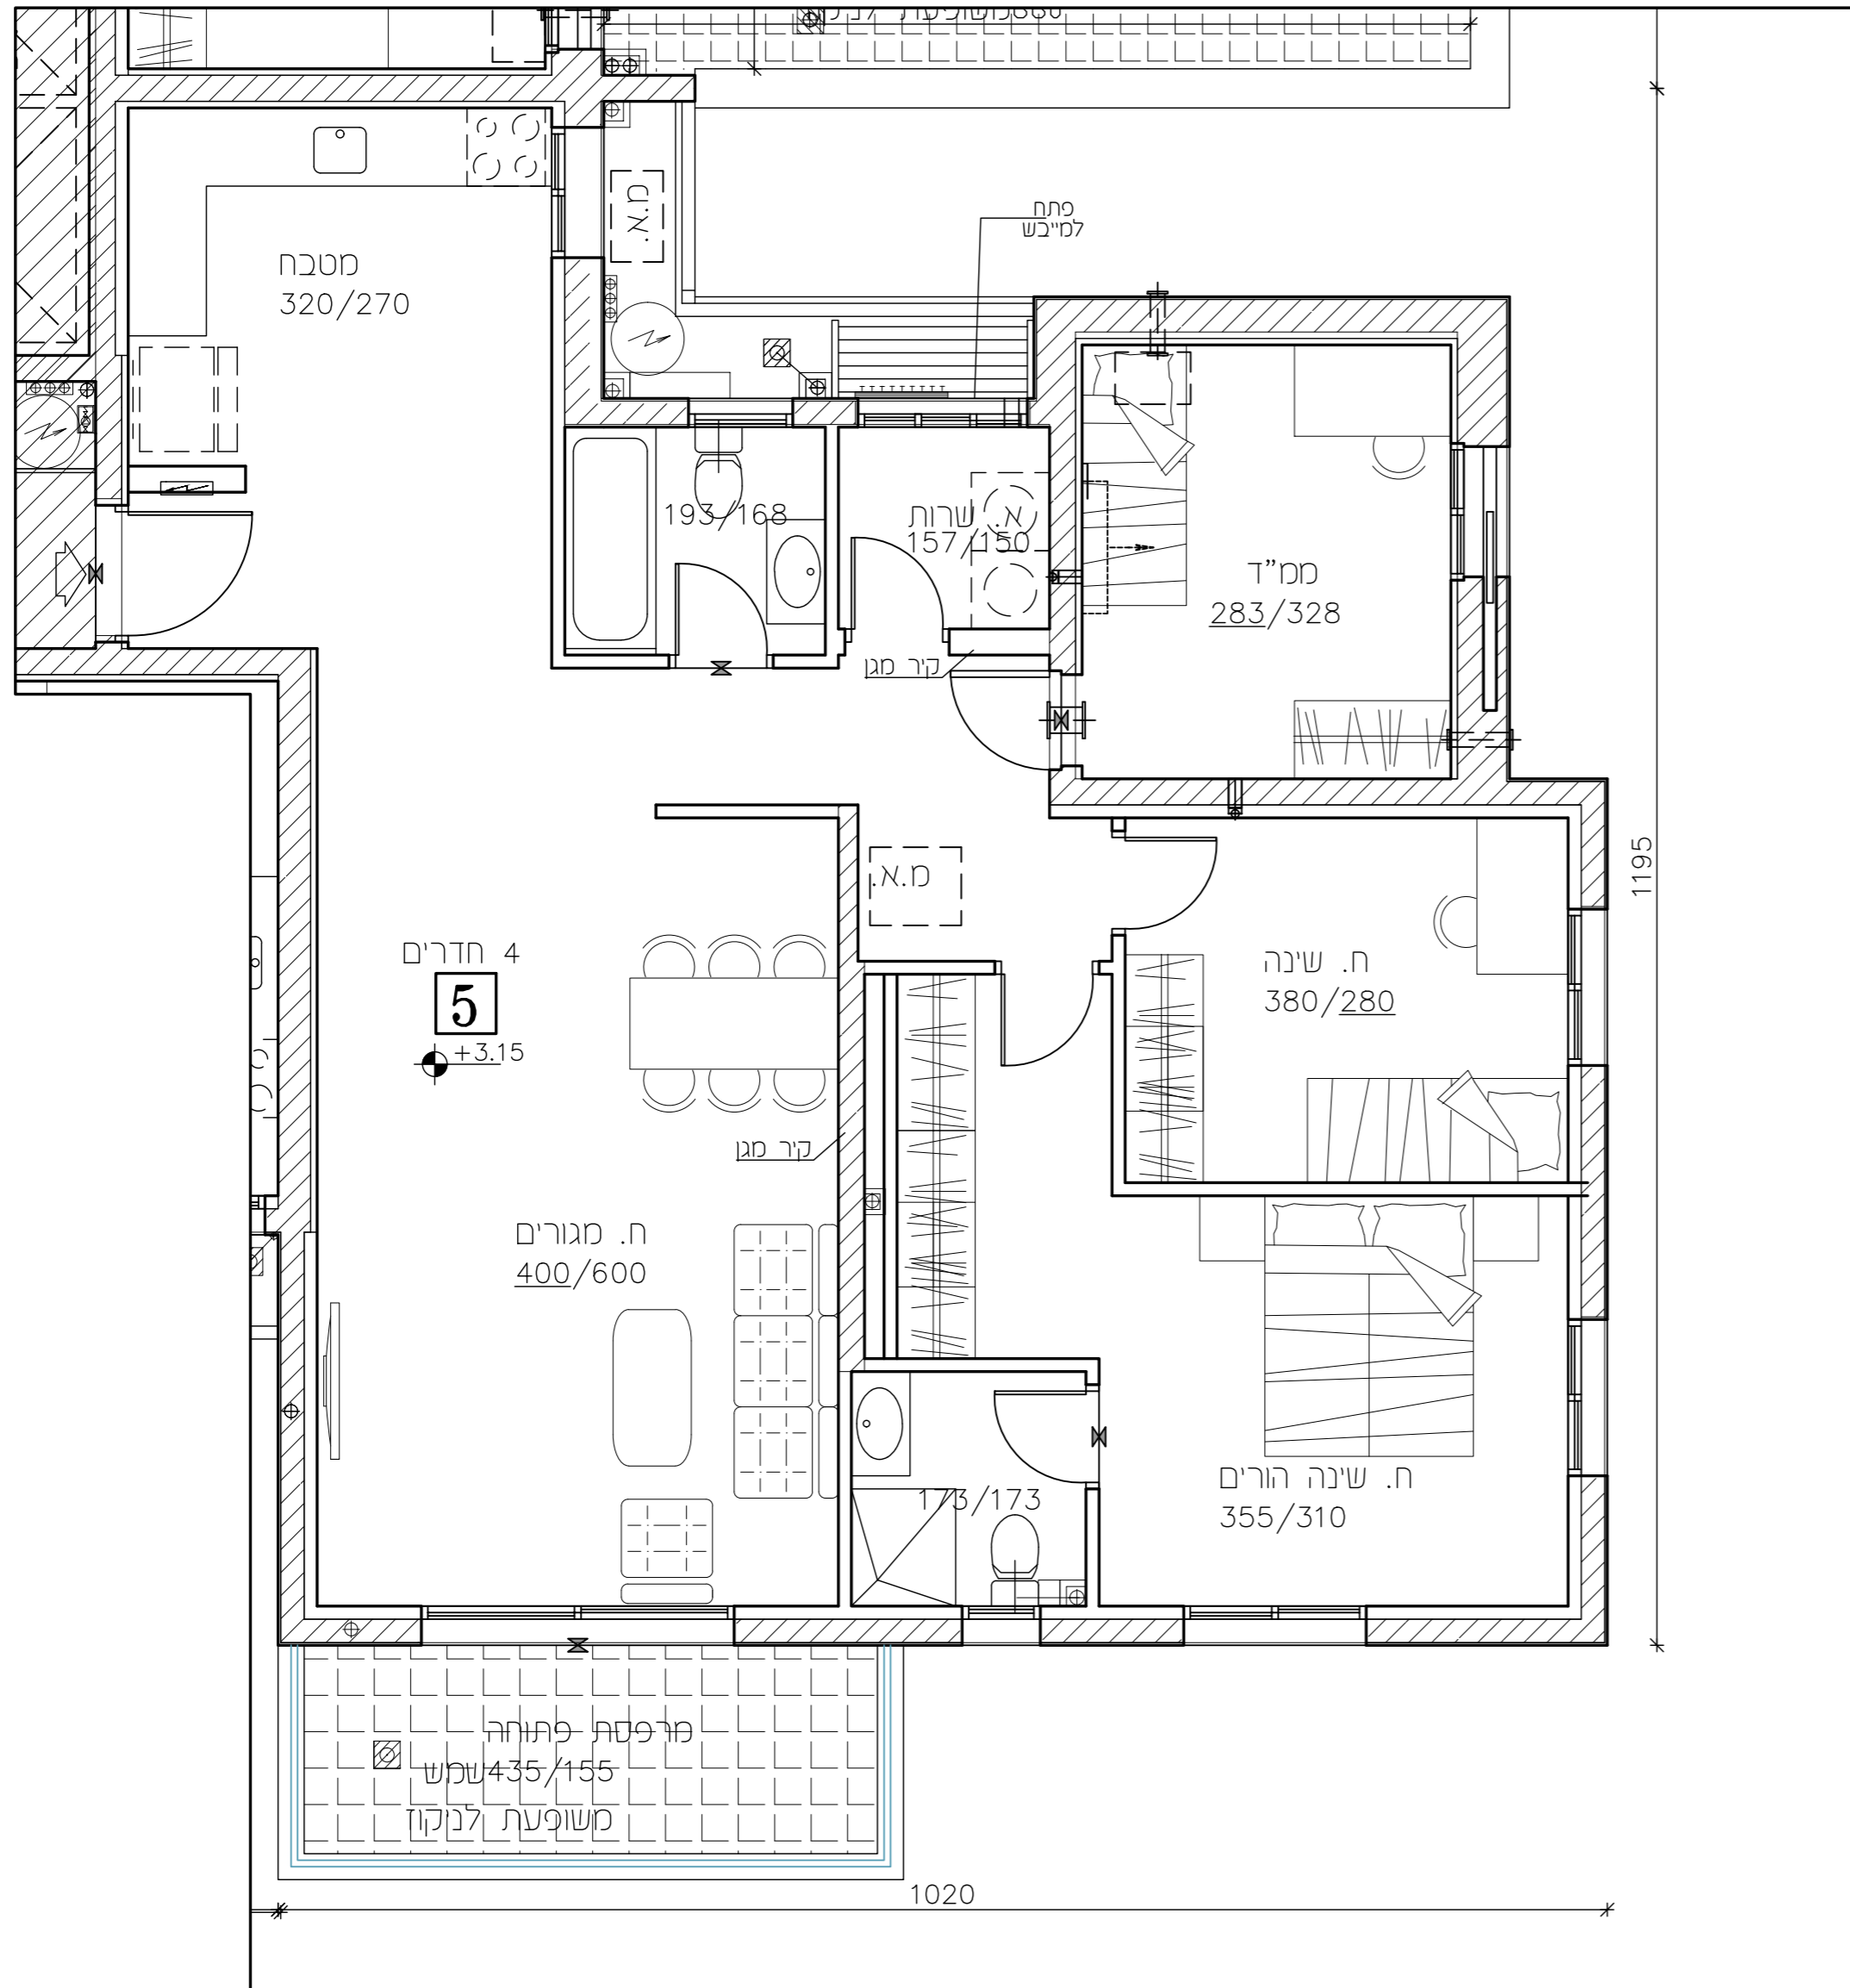 מ.א.
פתח
למייבש
מטבח
320/270
193/168
א. שרות
157/150
ממ"ד
283/328
קיר מגן
מ.א.
1195
4 חדרים
5
+3.15
ח. שינה
380/280
קיר מגן
ח. מגורים
400/600
173/173
ח. שינה הורים
355/310
מרפסת פתוחה
שמש435/155
משופעת לניקוז
1020